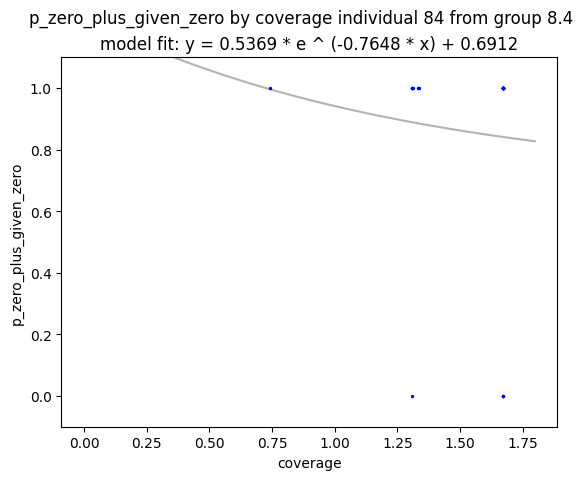 p_zero_plus_given_zero by coverage individual 84 from group 8.4
model fit: y = 0.5369 * e ^ (-0.7648 * x) + 0.6912
1.0
0.8
0.6
0.4
0.2
0.0
p_zero_plus_given_zero
0.00 0.25 0.50 0.75 1.00 1.25 1.50 1.75
coverage